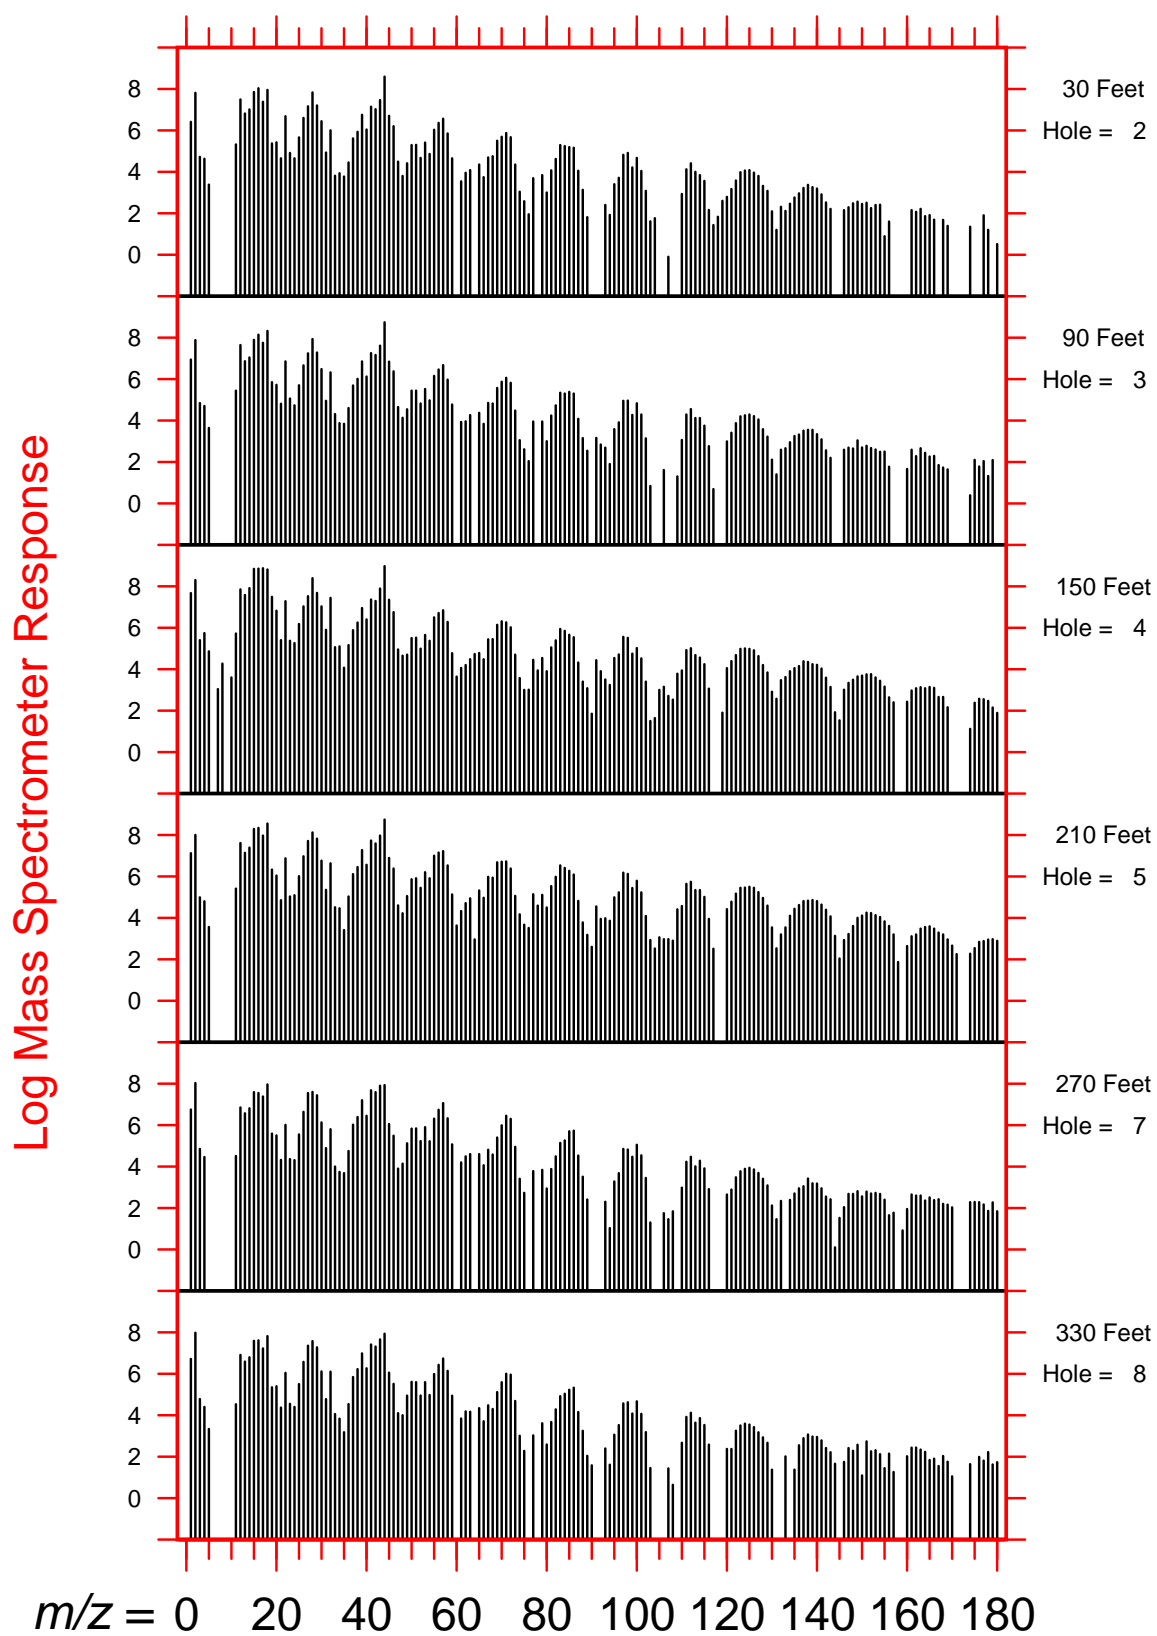 Log Mass Spectrometer Response
8
6
4
2
0
30 Feet
Hole = 2
8
6
4
2
0
90 Feet
Hole = 3
8
6
4
2
0
150 Feet
Hole = 4
8
6
4
2
0
210 Feet
Hole = 5
8
6
4
2
0
270 Feet
Hole = 7
8
6
4
2
0
330 Feet
Hole = 8
m/z = 0 20 40 60 80 100 120 140 160 180